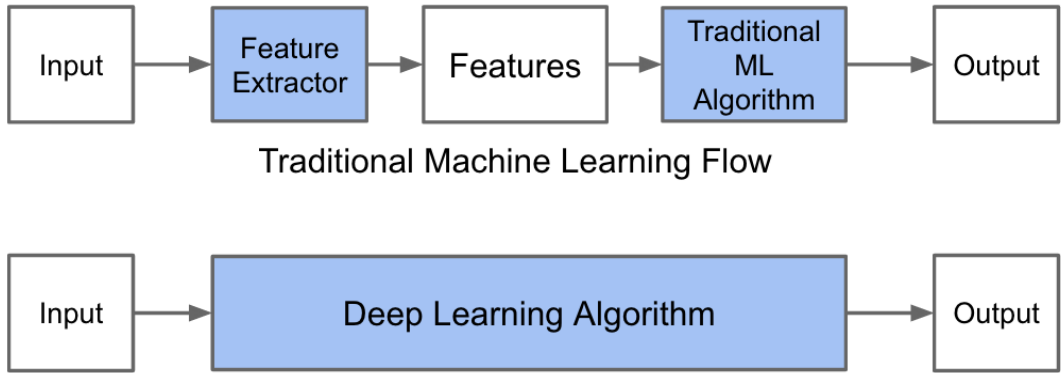 Input
Feature
Extractor
Features
Traditional
ML
Algorithm
Output
Traditional Machine Learning Flow
Input
Deep Learning Algorithm
Output